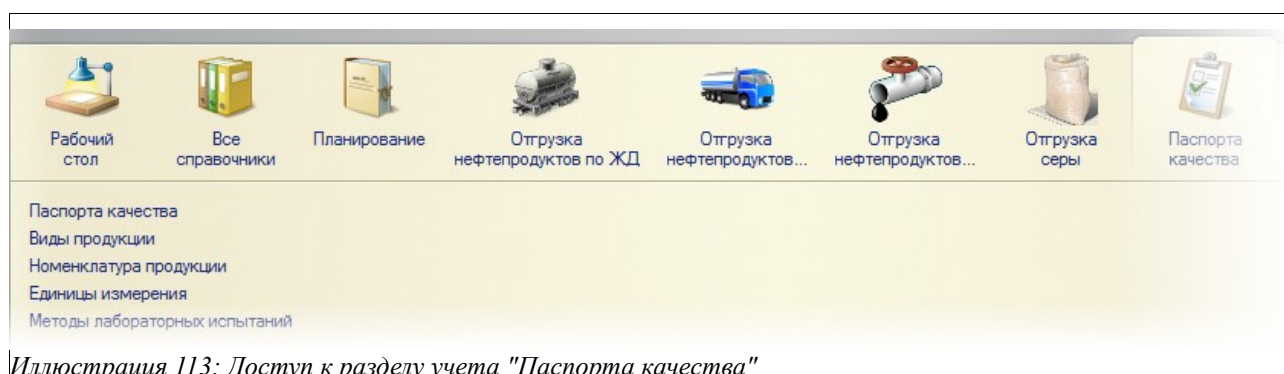 Рабочий стол
Все справочники
Планирование
Отгрузка нефтепродуктов по ЖД
Отгрузка нефтепродуктов...
Отгрузка нефтепродуктов...
Отгрузка серы
Паспорта качества
Паспорта качества
Виды продукции
Номенклатура продукции
Единицы измерения
Методы лабораторных испытаний
Иллюстрация 113: Доступ к разделу учета "Паспорта качества"